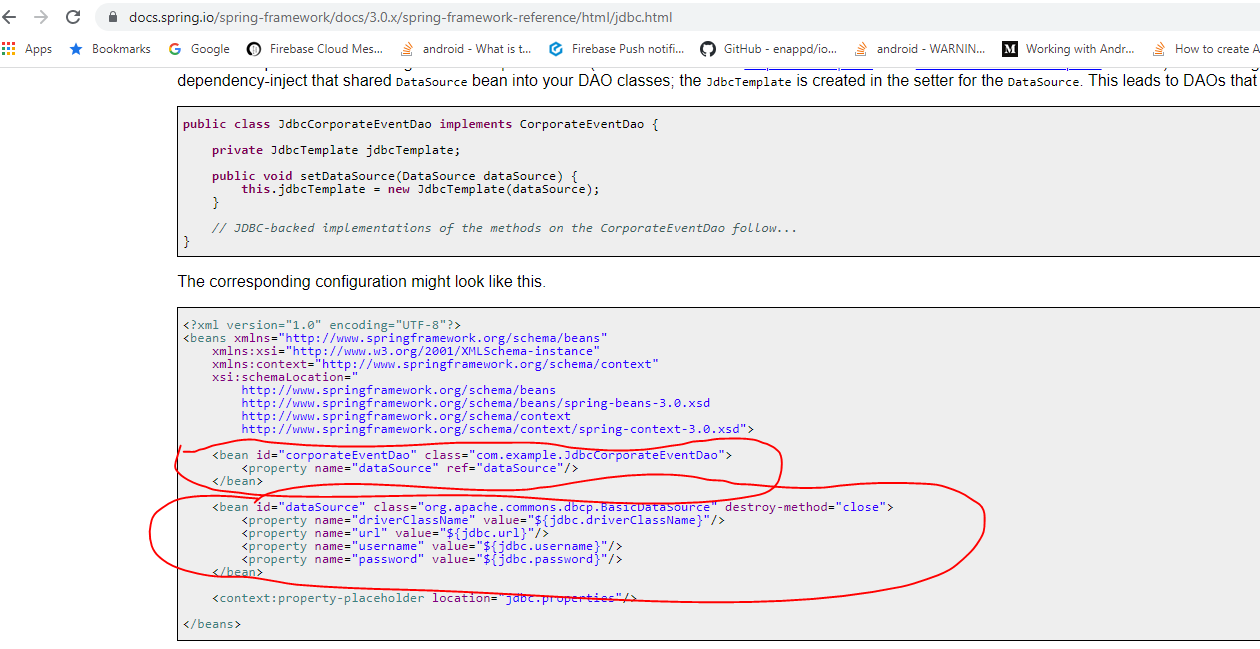 docs.spring.io/spring-framework/docs/3.0.x/spring-framework-reference/html/jdbc.html
Apps Bookmarks Google Firebase Cloud Mes... android - What is t... Firebase Push notifi... GitHub - enappd/io... android - WARNIN... Working with Andr... How to create A
dependency-inject that shared DataSource bean into your DAO classes; the JdbcTemplate is created in the setter for the DataSource. This leads to DAOs that
public class JdbcCorporateEventDao implements CorporateEventDao {
private JdbcTemplate jdbcTemplate;
public void setDataSource(DataSource dataSource) {
this.jdbcTemplate = new JdbcTemplate(dataSource);
}
// JDBC-backed implementations of the methods on the CorporateEventDao follow...
}
The corresponding configuration might look like this.
<?xml version="1.0" encoding="UTF-8"?>
<beans xmlns="http://www.springframework.org/schema/beans"
xmlns:xsi="http://www.w3.org/2001/XMLSchema-instance"
xmlns:context="http://www.springframework.org/schema/context"
xsi:schemaLocation="
http://www.springframework.org/schema/beans
http://www.springframework.org/schema/beans/spring-beans-3.0.xsd
http://www.springframework.org/schema/context
http://www.springframework.org/schema/context/spring-context-3.0.xsd">
<bean id="corporateEventDao" class="com.example.JdbcCorporateEventDao">
<property name="dataSource" ref="dataSource"/>
</bean>
<bean id="dataSource" class="org.apache.commons.dbcp.BasicDataSource" destroy-method="close">
<property name="driverClassName" value="${jdbc.driverClassName}"/>
<property name="url" value="${jdbc.url}"/>
<property name="username" value="${jdbc.username}"/>
<property name="password" value="${jdbc.password}"/>
</bean>
<context:property-placeholder location="jdbc.properties"/>
</beans>